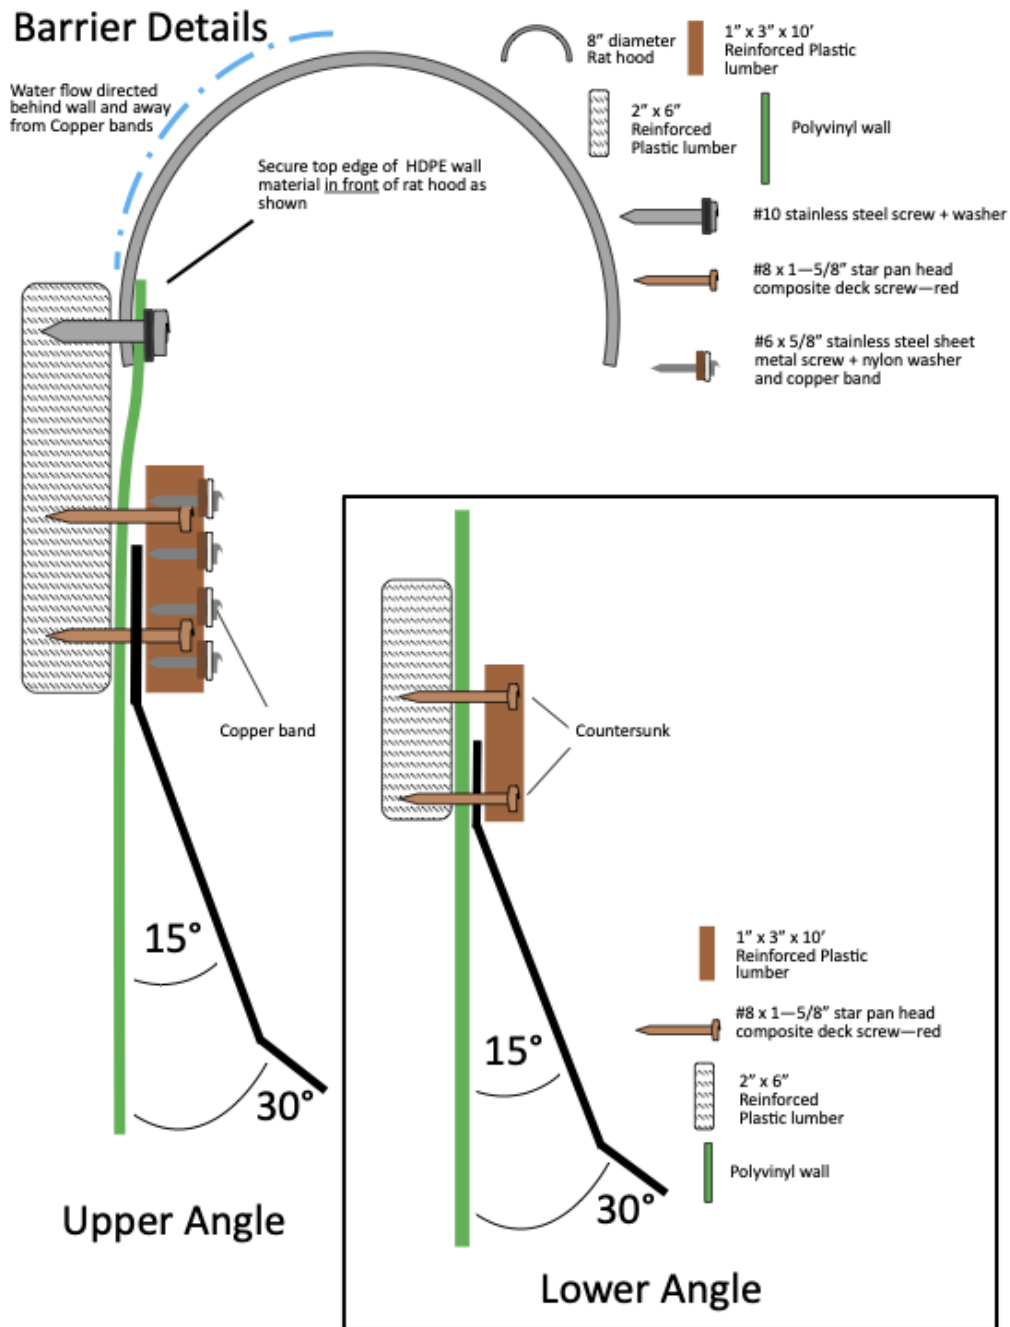 Barrier Details
Water flow directed
behind wall and away
from Copper bands
Secure top edge of HDPE wall
material in front of rat hood as
shown
8” diameter
Rat hood
1” x 3” x 10’
Reinforced Plastic
lumber
2” x 6”
Reinforced
Plastic lumber
Polyvinyl wall
#10 stainless steel screw + washer
#8 x 1—5/8” star pan head
composite deck screw—red
#6 x 5/8” stainless steel sheet
metal screw + nylon washer
and copper band
Copper band
15°
30°
Upper Angle
Countersunk
15°
30°
1” x 3” x 10’
Reinforced Plastic
lumber
#8 x 1—5/8” star pan head
composite deck screw—red
2” x 6”
Reinforced
Plastic lumber
Polyvinyl wall
Lower Angle